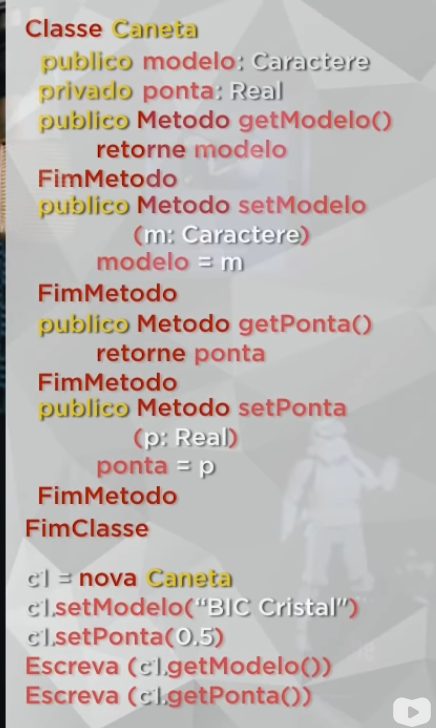 Classe Caneta
publico modelo: Caractere
privado ponta: Real
publico Metodo getModelo()
retorne modelo
FimMetodo
publico Metodo setModelo
(m: Caractere)
modelo = m
FimMetodo
publico Metodo getPonta()
retorne ponta
FimMetodo
publico Metodo setPonta
(p: Real)
ponta = p
FimMetodo
FimClasse
c1 = nova Caneta
c1.setModelo(“BIC Cristal”)
c1.setPonta(0.5)
Escreva (c1.getModelo())
Escreva (c1.getPonta())